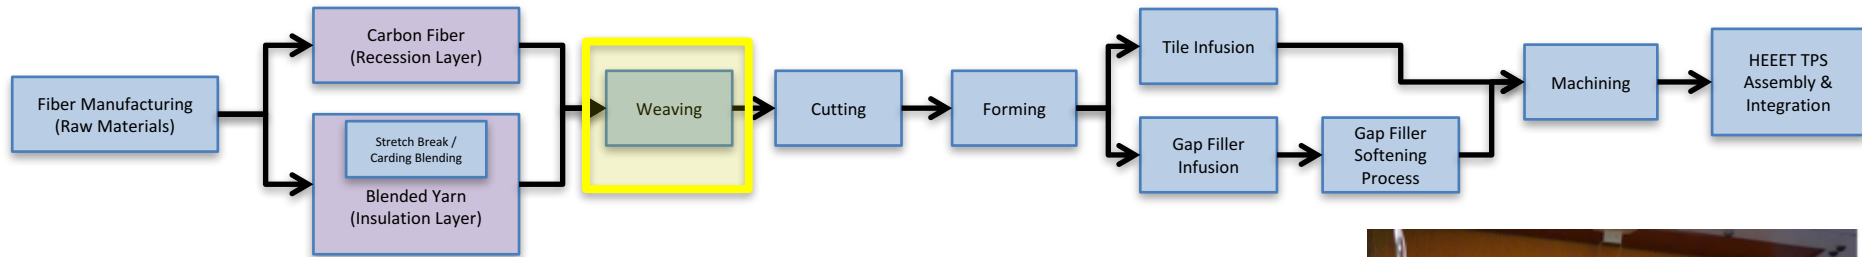 Fiber Manufacturing
(Raw Materials)
Carbon Fiber
(Recession Layer)
Stretch Break /
Carding Blending
Blended Yarn
(Insulation Layer)
Weaving
Cutting
Forming
Tile Infusion
Gap Filler
Infusion
Gap Filler
Softening
Process
Machining
HEEET TPS
Assembly &
Integration